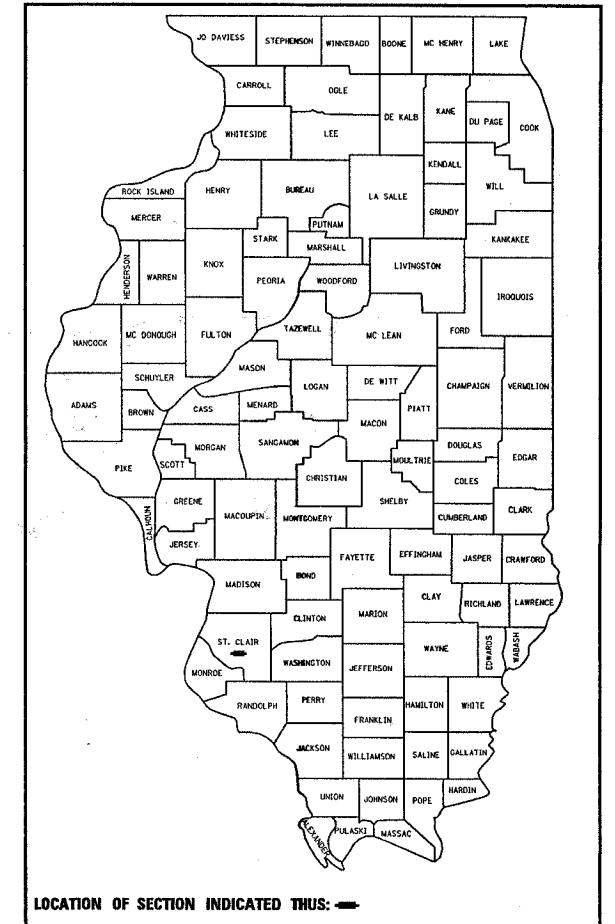 JO DAVIESS STEPHENSON WINNEBAGO BOONE MC HENRY LAKE
CARROLL OGLE DE KALB KANE DU PAGE COOK
WHITESIDE LEE KENDALL WILL
ROCK ISLAND HENRY BUREAU LA SALLE GRUNDY
MERCER PUTNAM KANKAKEE
STARK MARSHALL
HENDERSON WARREN KNOX PEORIA WOODFORD LIVINGSTON IROQUOIS
HANCOCK MC DONOUGH FULTON TAZEWELL MC LEAN FORD
SCHUYLER MASON LOGAN DE WITT CHAMPAIGN VERMILION
ADAMS BROWN CASS MENARD MACON PIATT
PIKE SCOTT MORGAN SANGAMON MOULTRIE DOUGLAS EDGAR
CHRISTIAN COLES
CALHOUN GREENE MACOUPIN MONTGOMERY SHELBY CUMBERLAND CLARK
JERSEY FAYETTE EFFINGHAM JASPER CRAWFORD
MADISON BOND CLAY RICHLAND LAWRENCE
CLINTON MARION
ST. CLAIR WAYNE EDWARDS WABASH
MONROE WASHINGTON JEFFERSON
RANDOLPH PERRY HAMILTON WHITE
FRANKLIN
JACKSON WILLIAMSON SALINE GALLATIN
UNION JOHNSON POPE HARDIN
ALEXANDER PULASKI MASSAC
LOCATION OF SECTION INDICATED THUS: